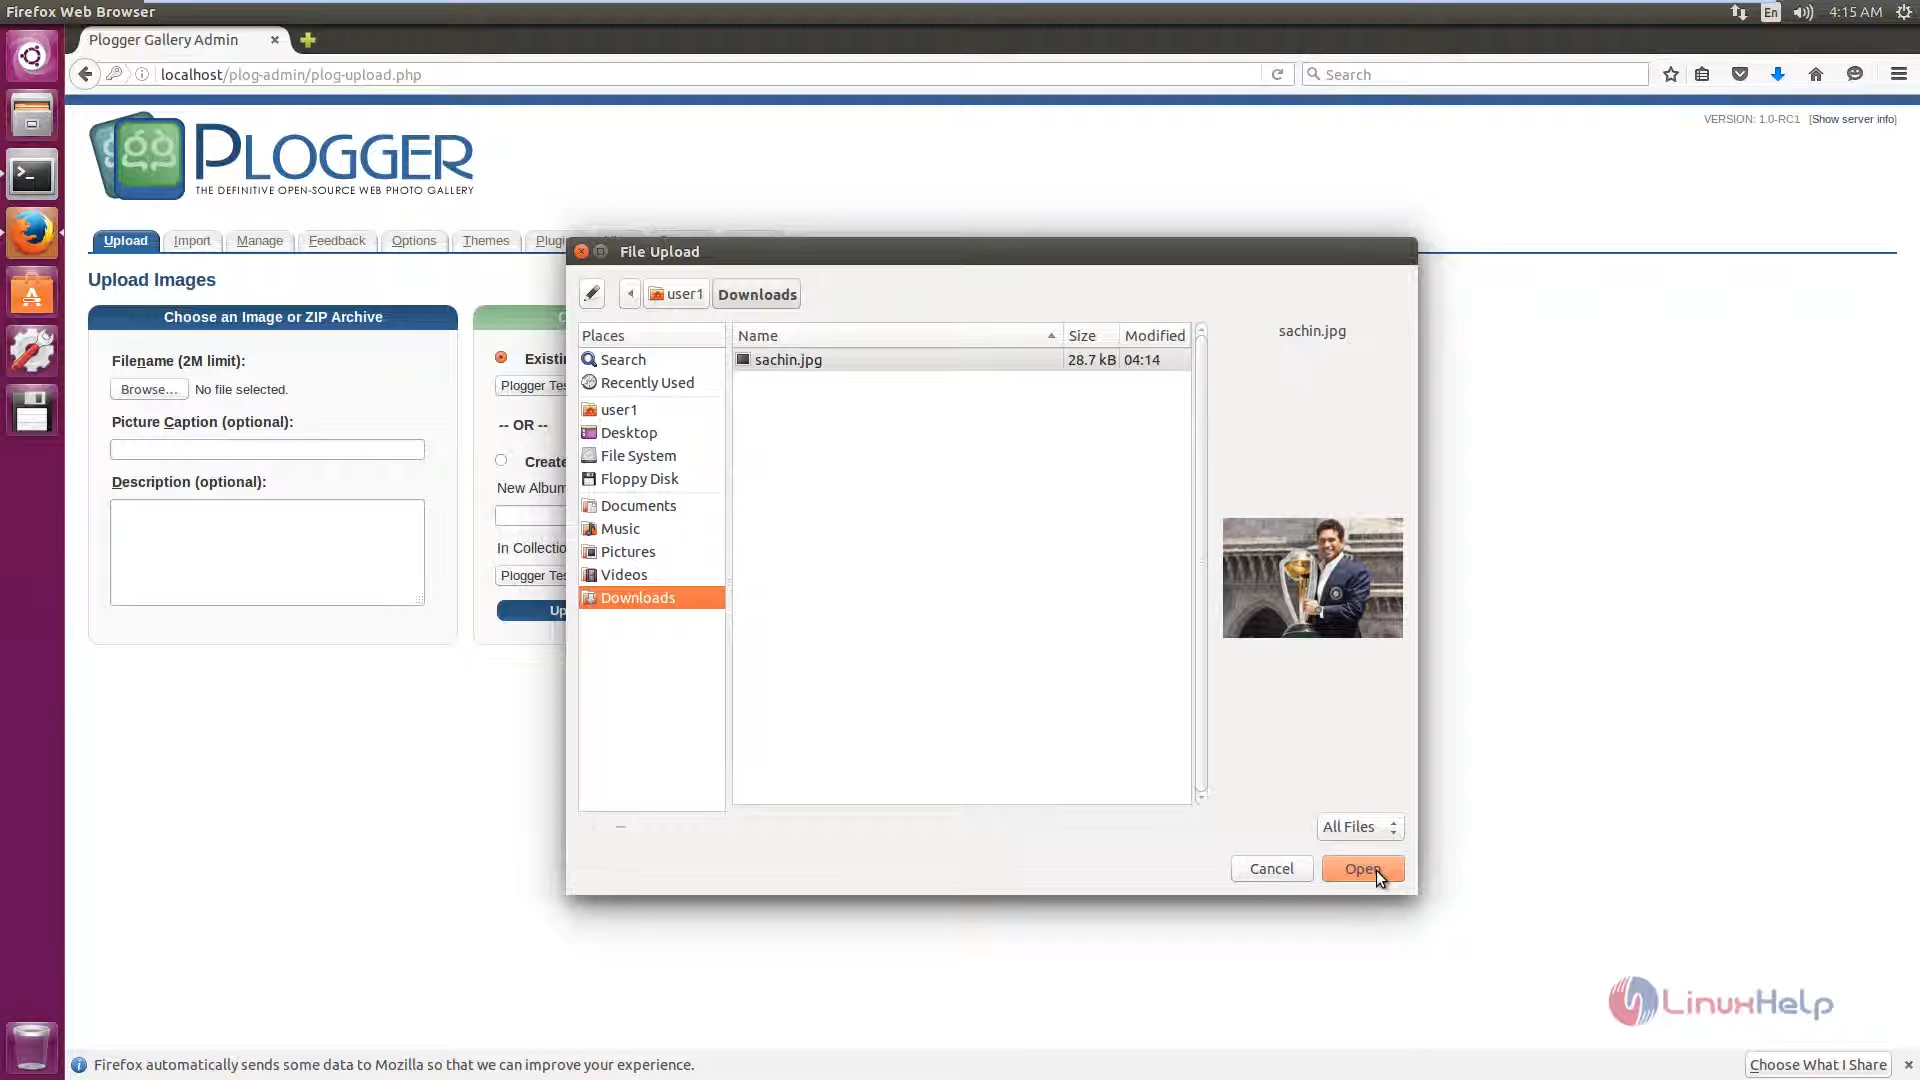 Firefox Web Browser
En
4:15 AM
Plogger Gallery Admin
localhost/plog-admin/plog-upload.php
Search
PLOGGER
THE DEFINITIVE OPEN-SOURCE WEB PHOTO GALLERY
VERSION: 1.0-RC1 [Show server info]
Upload Import Manage Feedback Options Themes
Upload Images
Choose an Image or ZIP Archive
Filename (2M limit):
Browse... No file selected.
Picture Caption (optional):
Description (optional):
-- OR --
File Upload
user1 Downloads
Places
Search
Recently Used
user1
Desktop
File System
Floppy Disk
Documents
Music
Pictures
Videos
Downloads
Name Size Modified
sachin.jpg 28.7 kB 04:14
sachin.jpg
All Files
Cancel Open
LinuxHelp
Firefox automatically sends some data to Mozilla so that we can improve your experience.
Choose What I Share